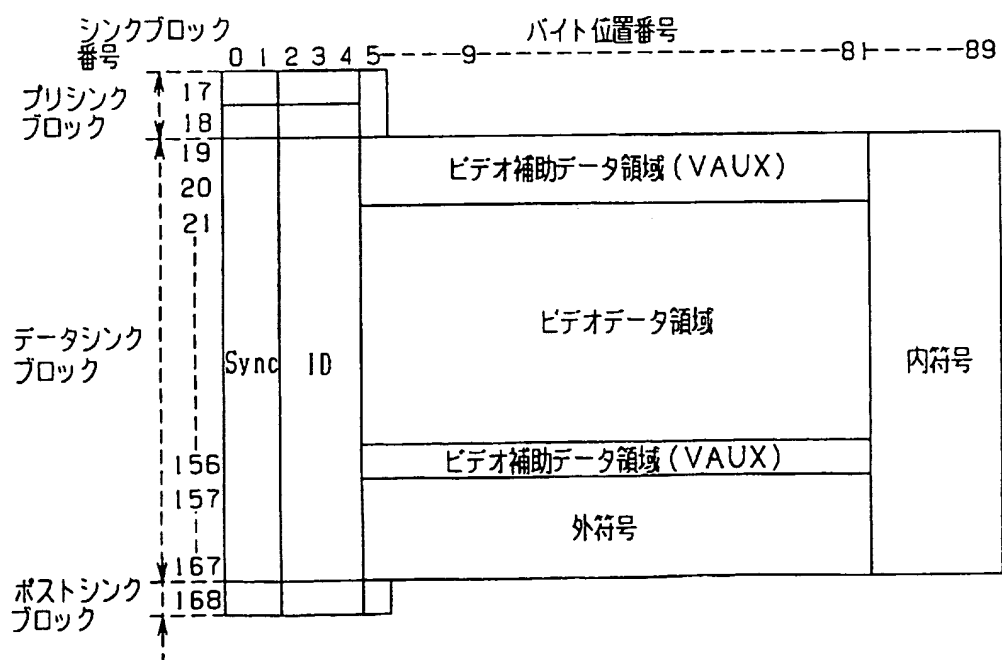 シンクブロック
番号
バイト位置番号
0 1 2 3 4 5 9 81 89
プリシンク
ブロック
17
18
19
20
21
ビデオ補助データ領域(VAUX)
ビデオデータ領域
データシンク
ブロック
Sync
ID
内符号
156
ビデオ補助データ領域(VAUX)
157
外符号
167
ポストシンク
ブロック
168